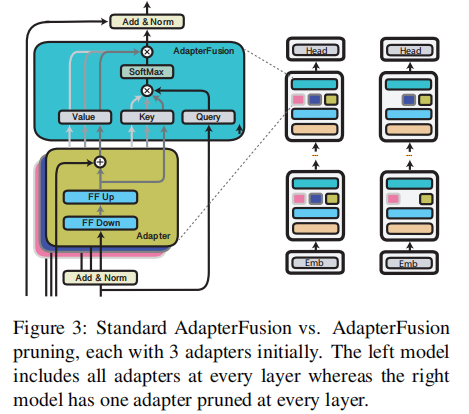 Add & Norm
AdapterFusion
SoftMax
Value
Key
Query
FF Up
FF Down
Adapter
Add & Norm
Head
Head
...
...
Emb
Emb
Figure 3: Standard AdapterFusion vs. AdapterFusion
pruning, each with 3 adapters initially. The left model
includes all adapters at every layer whereas the right
model has one adapter pruned at every layer.